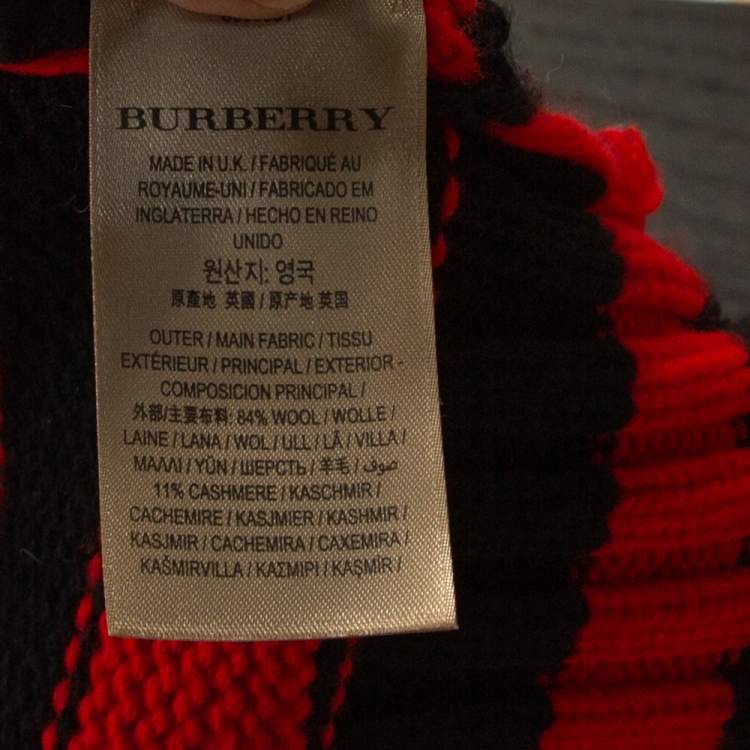 BURBERRY
MADE IN U.K. / FABRIQUÉ AU
ROYAUME-UNI / FABRICADO EM
INGLATERRA / HECHO EN REINO
UNIDO
원산지: 영국
原產地 英國 / 原产地 英国
OUTER / MAIN FABRIC / TISSU
EXTÉRIEUR / PRINCIPAL / EXTERIOR -
COMPOSICION PRINCIPAL /
外部/主要布料: 84% WOOL / WOLLE /
LAINE / LANA / WOL / ULL / LÃ / VILLA /
ΜΑΛΛΙ / YÜN / ШЕРСТЬ / 羊毛 / صوف /
11% CASHMERE / KASCHMIR /
CACHEMIRE / KASJMIER / KASHMIR /
KASJMIR / CACHEMIRA / CAXEMIRA /
KAŠMIRVILLA / ΚΑΣΜΙΡΙ / KAŞMİR /